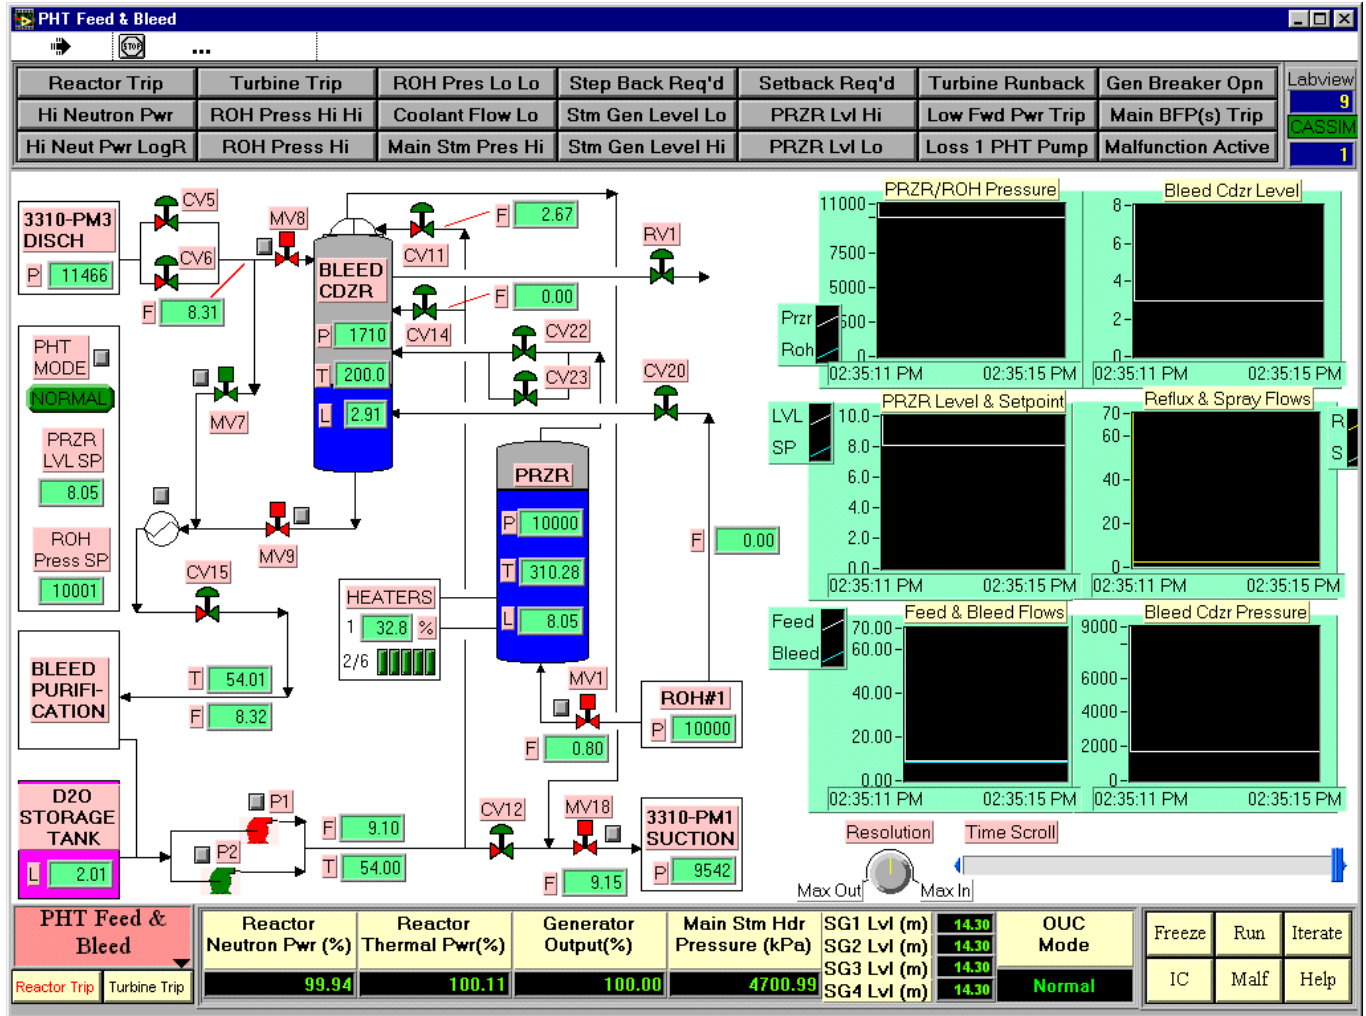 PHT Feed & Bleed
STOP
...
Reactor Trip
Turbine Trip
ROH Pres Lo Lo
Step Back Req'd
Setback Req'd
Turbine Runback
Gen Breaker Opn
Labview
9
Hi Neutron Pwr
ROH Press Hi Hi
Coolant Flow Lo
Stm Gen Level Lo
PRZR Lvl Hi
Low Fwd Pwr Trip
Main BFP(s) Trip
CASSIM
Hi Neut Pwr LogR
ROH Press Hi
Main Stm Pres Hi
Stm Gen Level Hi
PRZR Lvl Lo
Loss 1 PHT Pump
Malfunction Active
1
3310-PM3
DISCH
P 11466
CV5
CV6
F 8.31
MV8
BLEED
CDZR
P 1710
T 200.0
L 2.91
CV11
F 2.67
RV1
CV14
F 0.00
CV22
CV23
CV20
PHT
MODE
NORMAL
PRZR
LVL SP
8.05
ROH
Press SP
10001
MV7
MV9
CV15
PRZR
P 10000
T 310.28
L 8.05
F 0.00
HEATERS
1 32.8 %
2/6
BLEED
PURIFI-
CATION
T 54.01
F 8.32
MV1
F 0.80
ROH#1
P 10000
D2O
STORAGE
TANK
L 2.01
P1
P2
F 9.10
T 54.00
CV12
MV18
F 9.15
3310-PM1
SUCTION
P 9542
PRZR/ROH Pressure
11000
7500
5000
500
0
Przr
Roh
02:35:11 PM 02:35:15 PM
Bleed Cdzr Level
8
6
4
2
0
02:35:11 PM 02:35:15 PM
PRZR Level & Setpoint
LVL
SP
10.0
8.0
6.0
4.0
2.0
0.0
02:35:11 PM 02:35:15 PM
Reflux & Spray Flows
70
60
40
20
0
R
S
02:35:11 PM 02:35:15 PM
Feed & Bleed Flows
Feed
Bleed
70.00
60.00
40.00
20.00
0.00
02:35:11 PM 02:35:15 PM
Bleed Cdzr Pressure
9000
6000
4000
2000
0
02:35:11 PM 02:35:15 PM
Resolution
Max Out
Max In
Time Scroll
PHT Feed &
Bleed
Reactor Trip
Turbine Trip
Reactor
Neutron Pwr (%)
99.94
Reactor
Thermal Pwr(%)
100.11
Generator
Output(%)
100.00
Main Stm Hdr
Pressure (kPa)
4700.99
SG1 Lvl (m) 14.30
SG2 Lvl (m) 14.30
SG3 Lvl (m) 14.30
SG4 Lvl (m) 14.30
OUC
Mode
Normal
Freeze
Run
Iterate
IC
Malf
Help